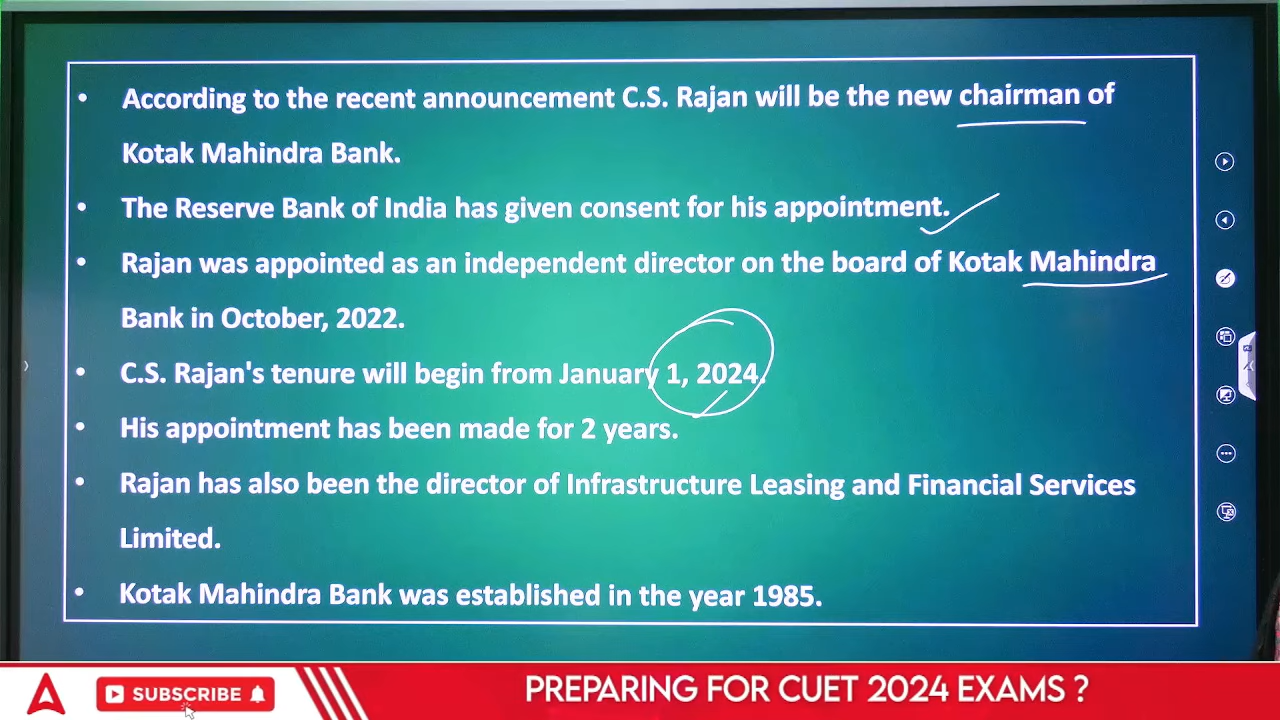 • According to the recent announcement C.S. Rajan will be the new chairman of
Kotak Mahindra Bank.
• The Reserve Bank of India has given consent for his appointment.
• Rajan was appointed as an independent director on the board of Kotak Mahindra
Bank in October, 2022.
• C.S. Rajan's tenure will begin from January 1, 2024.
• His appointment has been made for 2 years.
• Rajan has also been the director of Infrastructure Leasing and Financial Services
Limited.
• Kotak Mahindra Bank was established in the year 1985.
SUBSCRIBE
PREPARING FOR CUET 2024 EXAMS ?